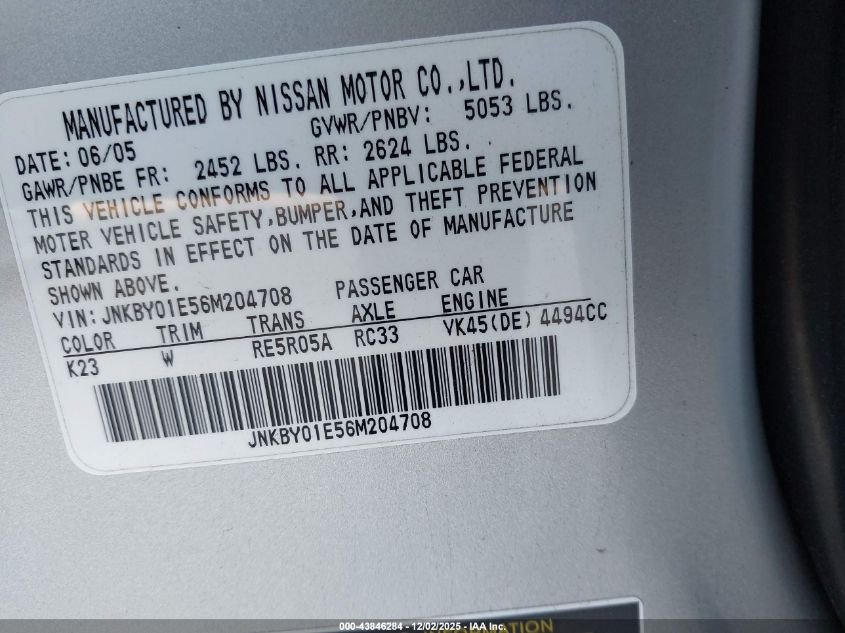 MANUFACTURED BY NISSAN MOTOR CO.,LTD.
DATE: 06/05 GVWR/PNBV: 5053 LBS.
GAWR/PNBE FR: 2452 LBS. RR: 2624 LBS.
THIS VEHICLE CONFORMS TO ALL APPLICABLE FEDERAL
MOTER VEHICLE SAFETY,BUMPER,AND THEFT PREVENTION
STANDARDS IN EFFECT ON THE DATE OF MANUFACTURE
SHOWN ABOVE.
VIN: JNKBY01E56M204708 PASSENGER CAR
COLOR TRIM TRANS AXLE ENGINE
K23 W RE5R05A RC33 VK45(DE) 4494CC
JNKBY01E56M204708
000-43846284 - 12/02/2025 - IAA Inc.